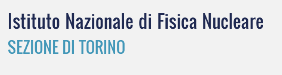 Istituto Nazionale di Fisica Nucleare
SEZIONE DI TORINO